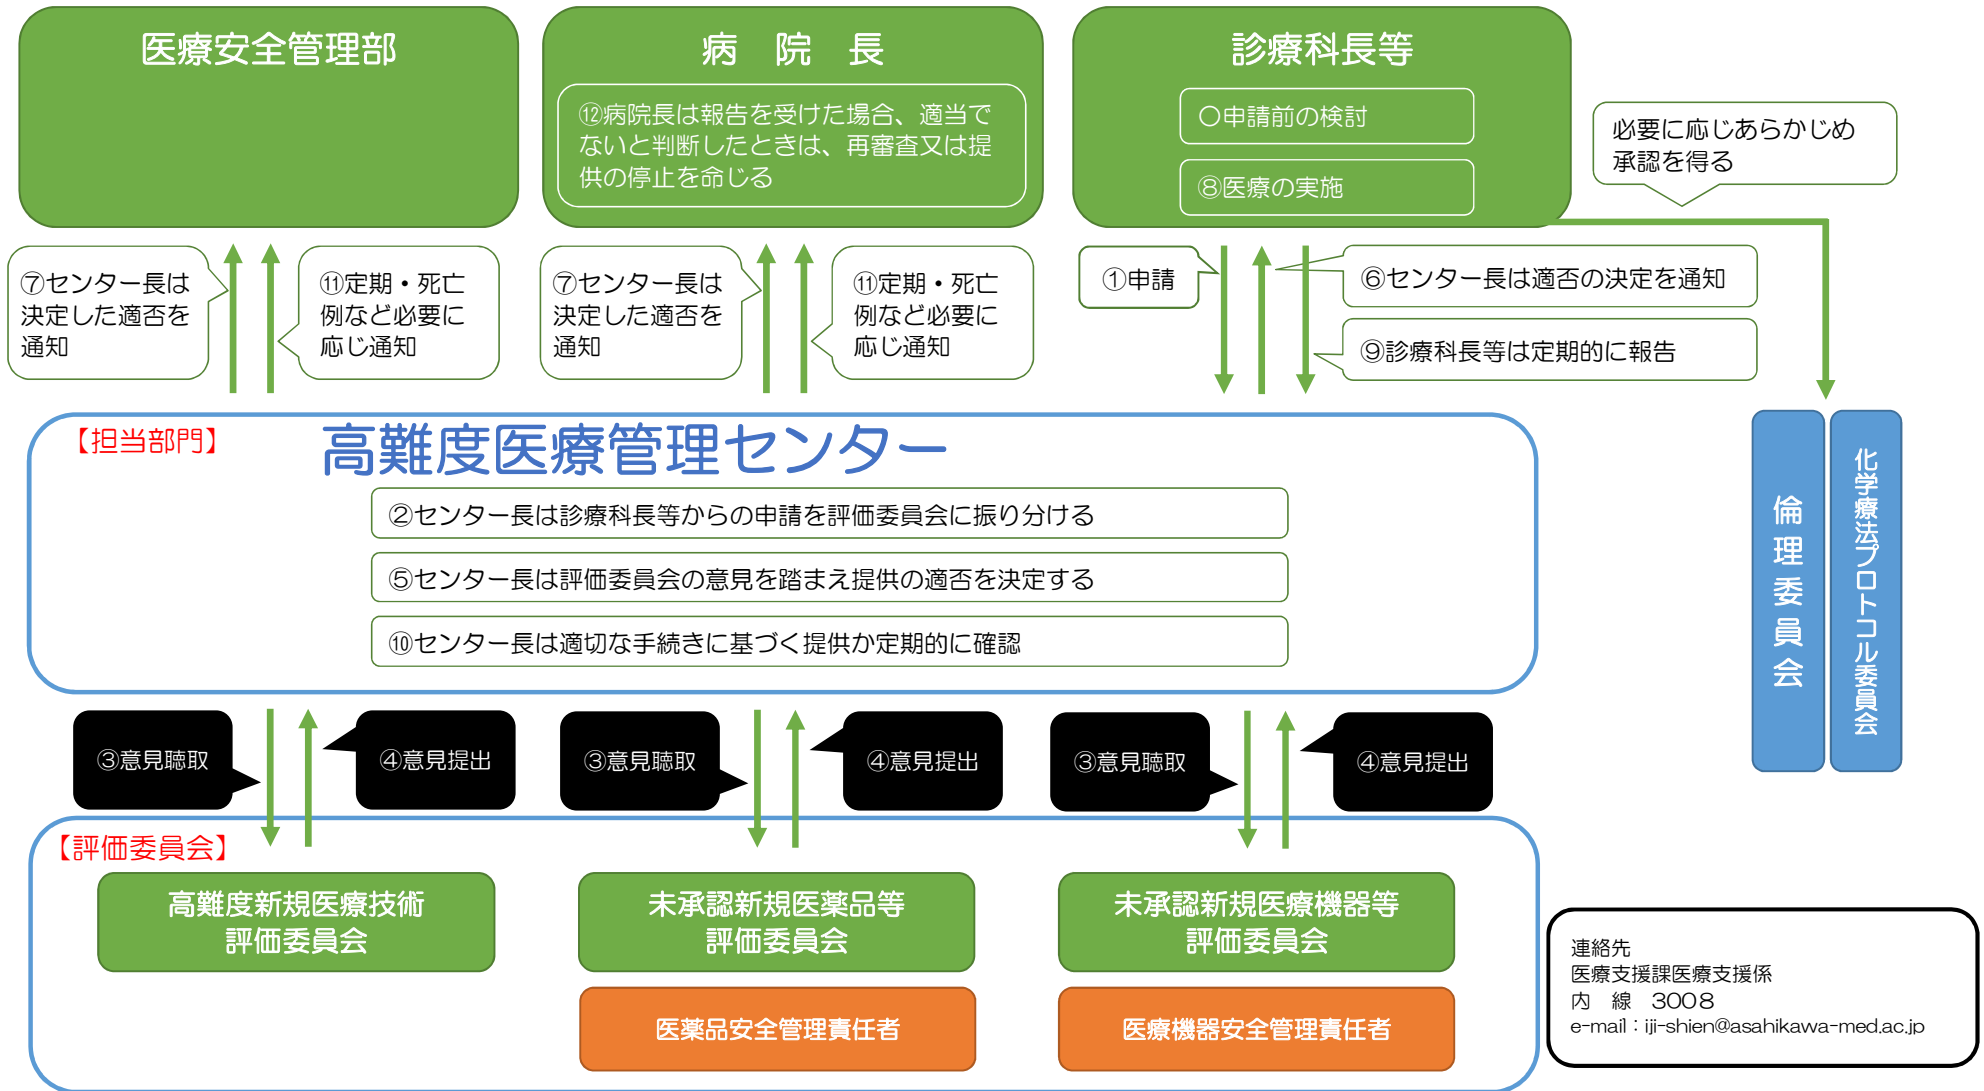 医療安全管理部
病　院　長
⑫病院長は報告を受けた場合、適当で
ないと判断したときは、再審査又は提
供の停止を命じる
診療科長等
〇申請前の検討
⑧医療の実施
必要に応じあらかじめ
承認を得る
⑦センター長は
決定した適否を
通知
⑪定期・死亡
例など必要に
応じ通知
⑦センター長は
決定した適否を
通知
⑪定期・死亡
例など必要に
応じ通知
①申請
⑥センター長は適否の決定を通知
⑨診療科長等は定期的に報告
【担当部門】
高難度医療管理センター
②センター長は診療科長等からの申請を評価委員会に振り分ける
⑤センター長は評価委員会の意見を踏まえ提供の適否を決定する
⑩センター長は適切な手続きに基づく提供か定期的に確認
倫理委員会
化学療法プロトコル委員会
③意見聴取
④意見提出
③意見聴取
④意見提出
③意見聴取
④意見提出
【評価委員会】
高難度新規医療技術
評価委員会
未承認新規医薬品等
評価委員会
未承認新規医療機器等
評価委員会
医薬品安全管理責任者
医療機器安全管理責任者
連絡先
医療支援課医療支援係
内　線　3008
e-mail：iji-shien@asahikawa-med.ac.jp